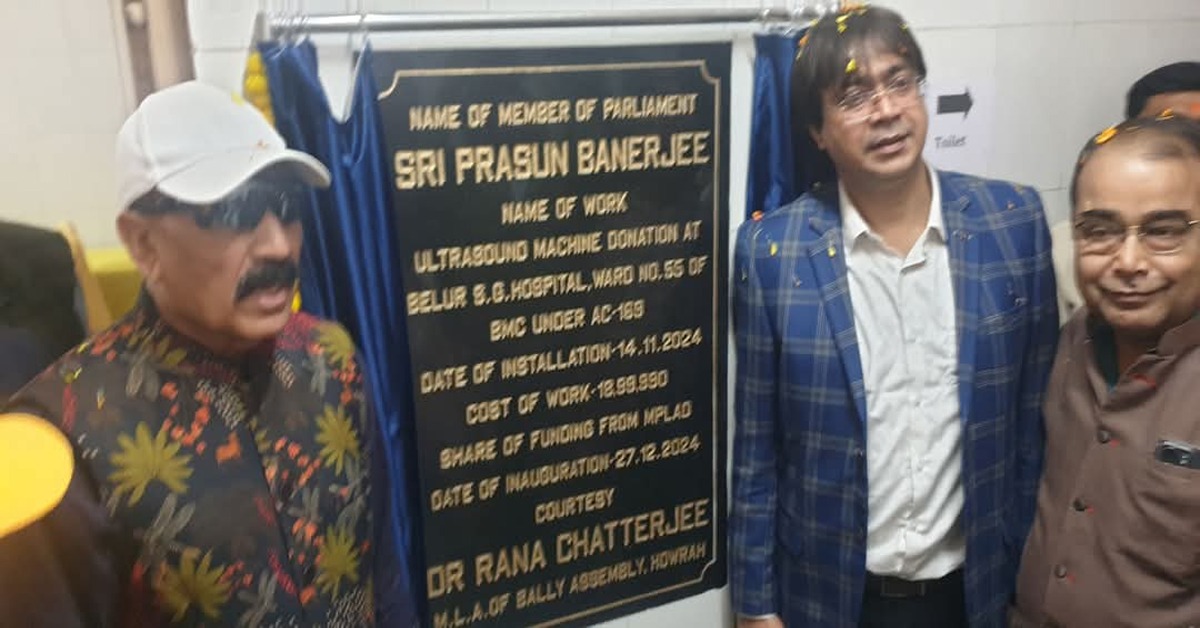 NAME OF MEMBER OF PARLIAMENT
SRI PRASUN BANERJEE
NAME OF WORK
ULTRASOUND MACHINE DONATION AT
BELUR S.G.HOSPITAL,WARD NO.55 OF
BMC UNDER AC-169
DATE OF INSTALLATION-14.11.2024
COST OF WORK-18,99,990
SHARE OF FUNDING FROM MPLAD
DATE OF INAUGURATION-27.12.2024
COURTESY
DR RANA CHATTERJEE
M.L.A.OF BALLY ASSEMBLY, HOWRAH
Toilet